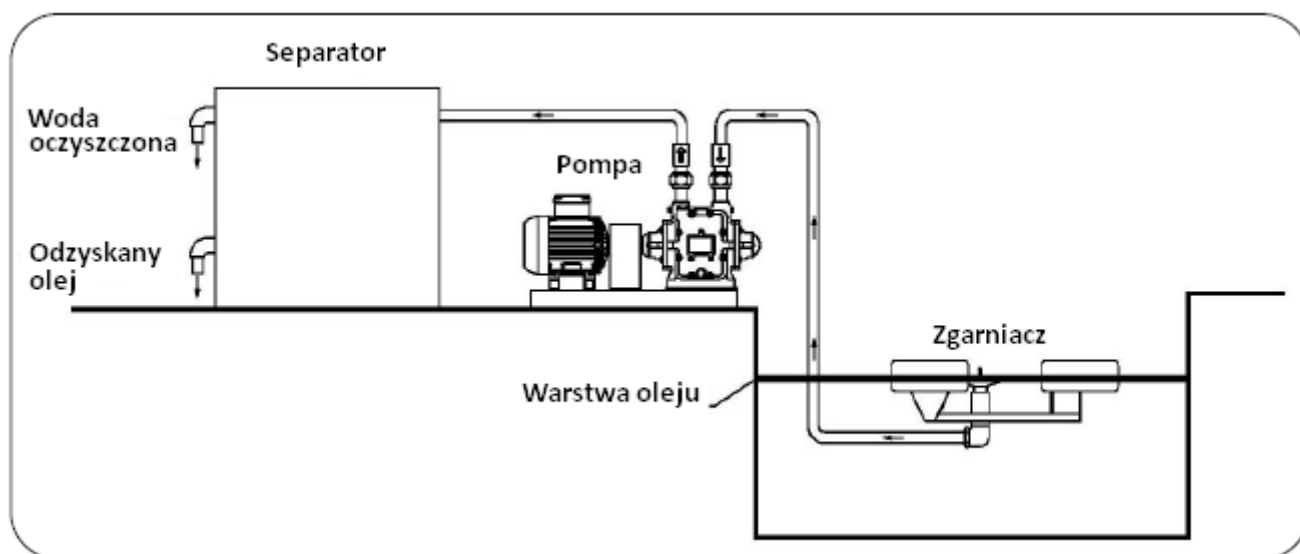 Separator
Woda
oczyszczona
Pompa
Odzyskany
olej
Zgarniacz
Warstwa oleju